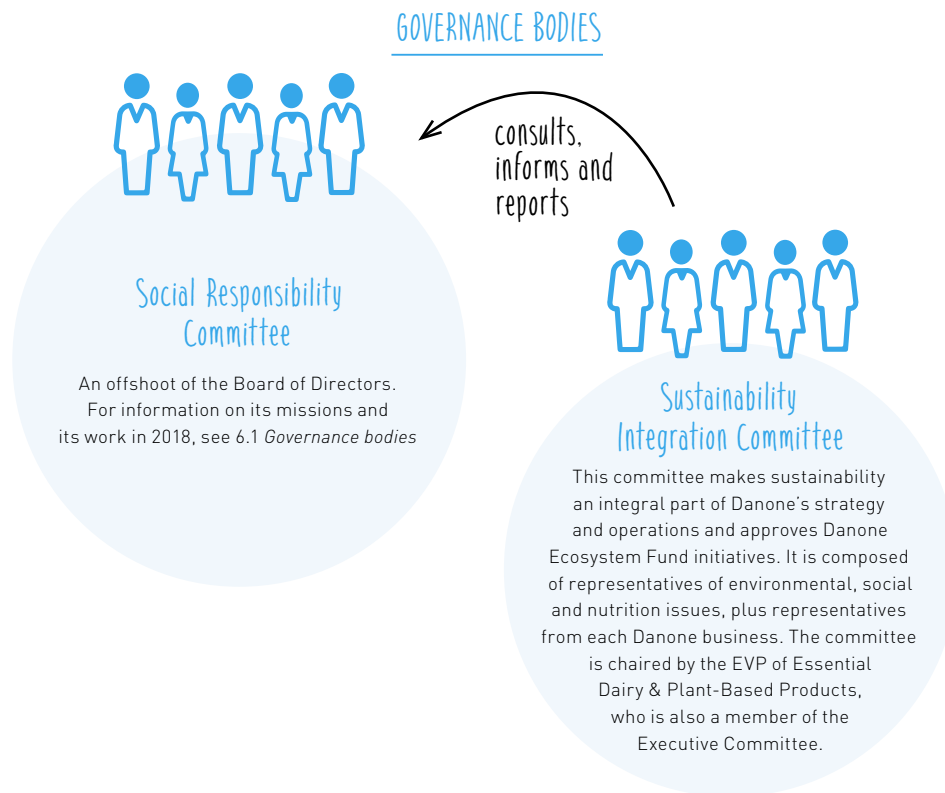 GOVERNANCE BODIES
consults,
informs and
reports
Social Responsibility
Committee
An offshoot of the Board of Directors.
For information on its missions and
its work in 2018, see 6.1 Governance bodies
Sustainability
Integration Committee
This committee makes sustainability
an integral part of Danone's strategy
and operations and approves Danone
Ecosystem Fund initiatives. It is composed
of representatives of environmental, social
and nutrition issues, plus representatives
from each Danone business. The committee
is chaired by the EVP of Essential
Dairy & Plant-Based Products,
who is also a member of the
Executive Committee.